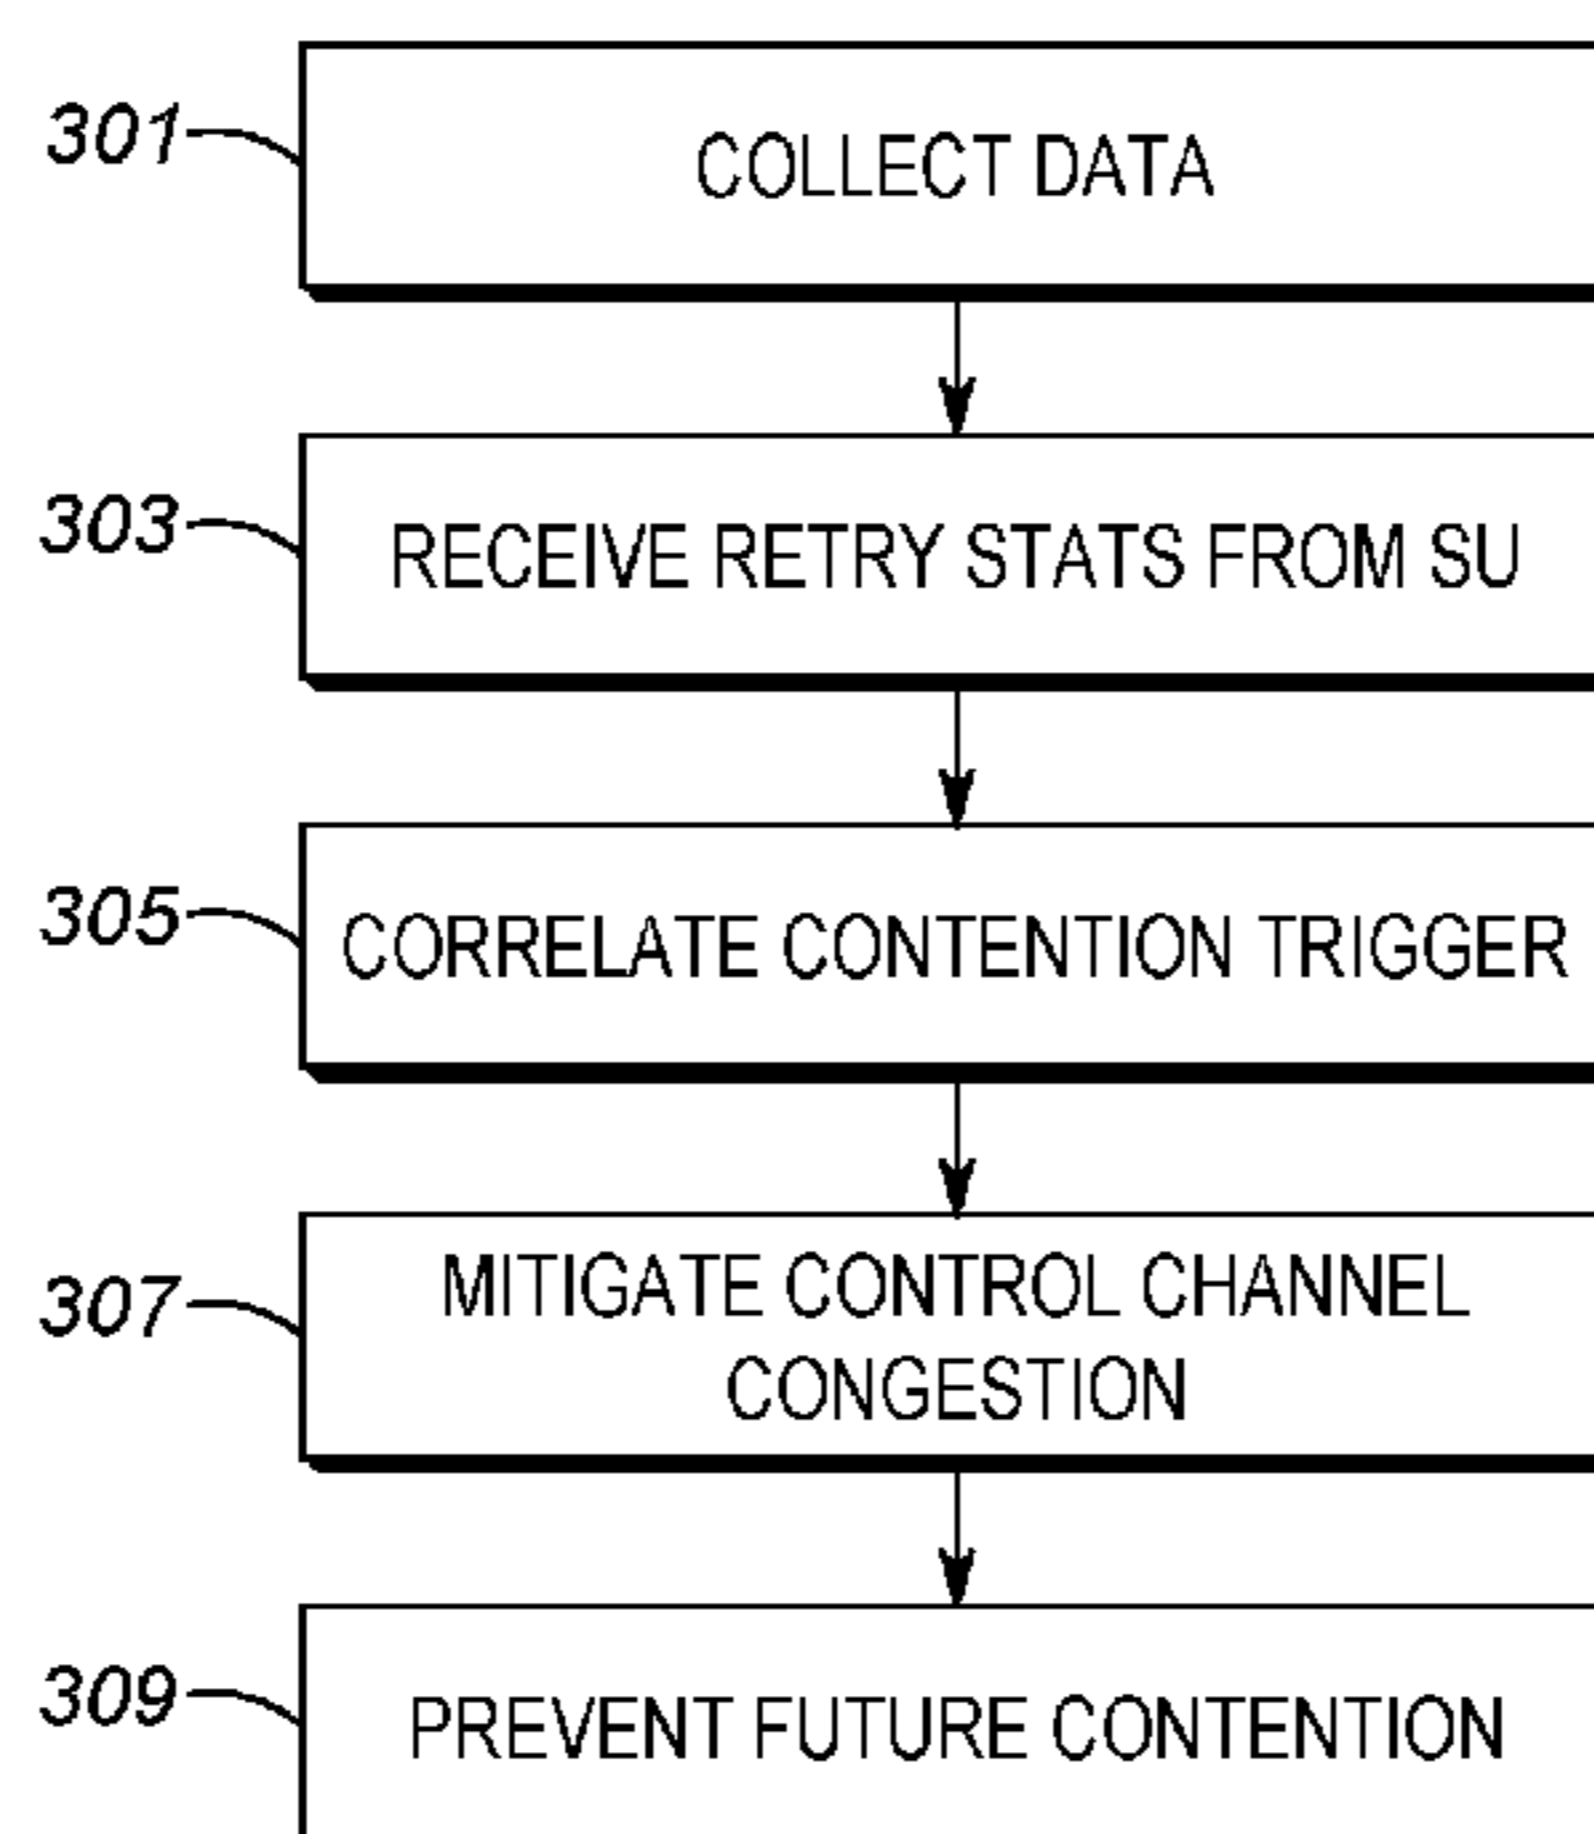 301
COLLECT DATA
303
RECEIVE RETRY STATS FROM SU
305
CORRELATE CONTENTION TRIGGER
307
MITIGATE CONTROL CHANNEL
CONGESTION
309
PREVENT FUTURE CONTENTION